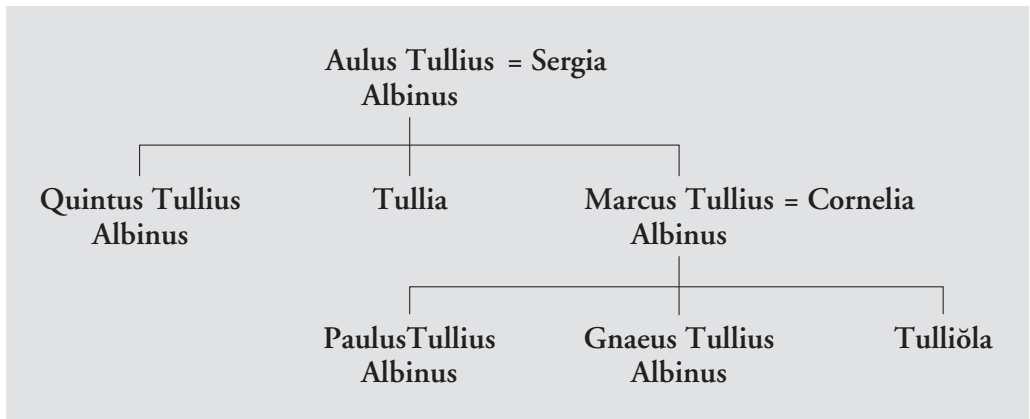 Aulus Tullius = Sergia
Albinus
Quintus Tullius Tullia Marcus Tullius = Cornelia
Albinus Albinus
PaulusTullius Gnaeus Tullius Tulliŏla
Albinus Albinus